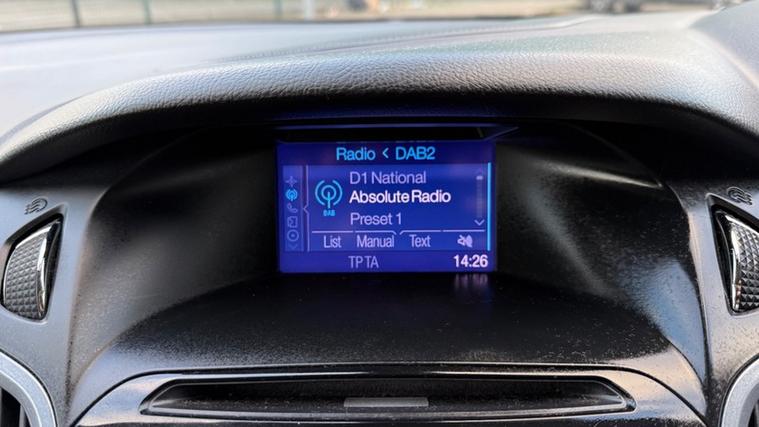 Radio < DAB2
D1 National
Absolute Radio
DAB
Preset 1
List Manual Text
TP TA 14:26